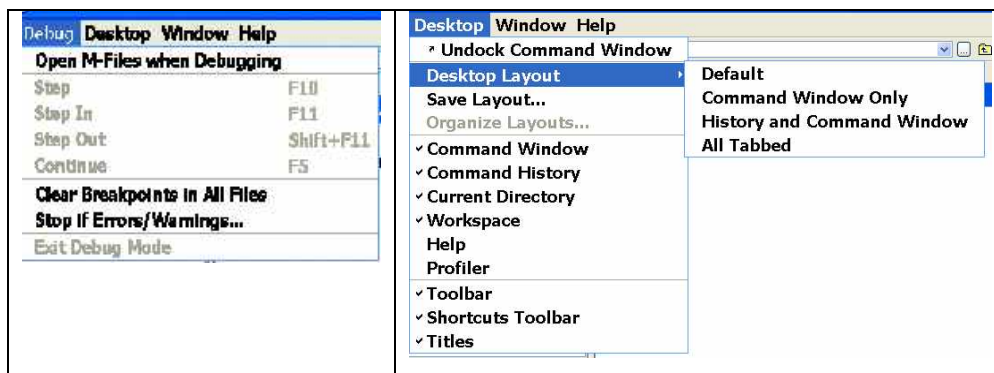 Debug Desktop Window Help
Open M-Files when Debugging
Step F10
Step In F11
Step Out Shift+F11
Continue F5
Clear Breakpoints in All Files
Stop if Errors/Warnings...
Exit Debug Mode
Desktop Window Help
Undock Command Window
Desktop Layout
Save Layout...
Organize Layouts...
Command Window
Command History
Current Directory
Workspace
Help
Profiler
Toolbar
Shortcuts Toolbar
Titles
Default
Command Window Only
History and Command Window
All Tabbed